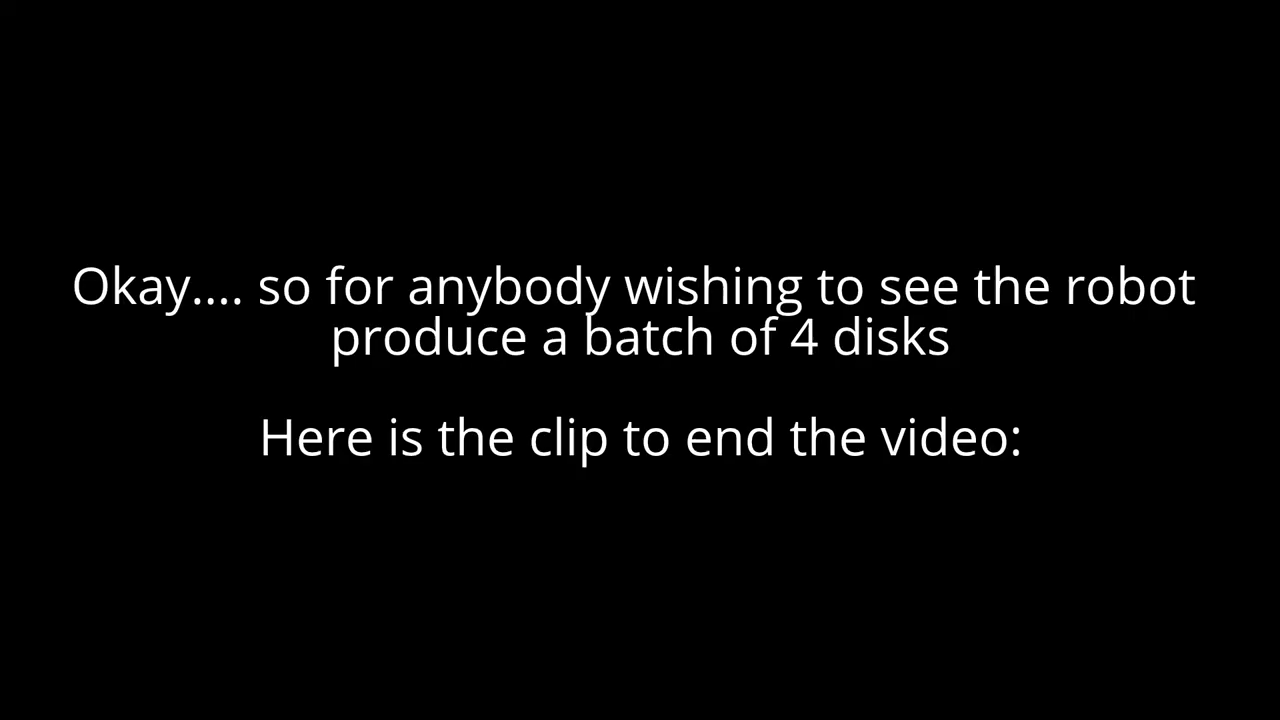 Okay.... so for anybody wishing to see the robot
produce a batch of 4 disks
Here is the clip to end the video: